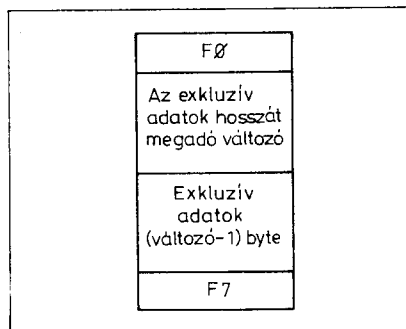 FØ
Az exkluzív
adatok hosszát
megadó változó
Exkluzív
adatok
(változó-1) byte
F7